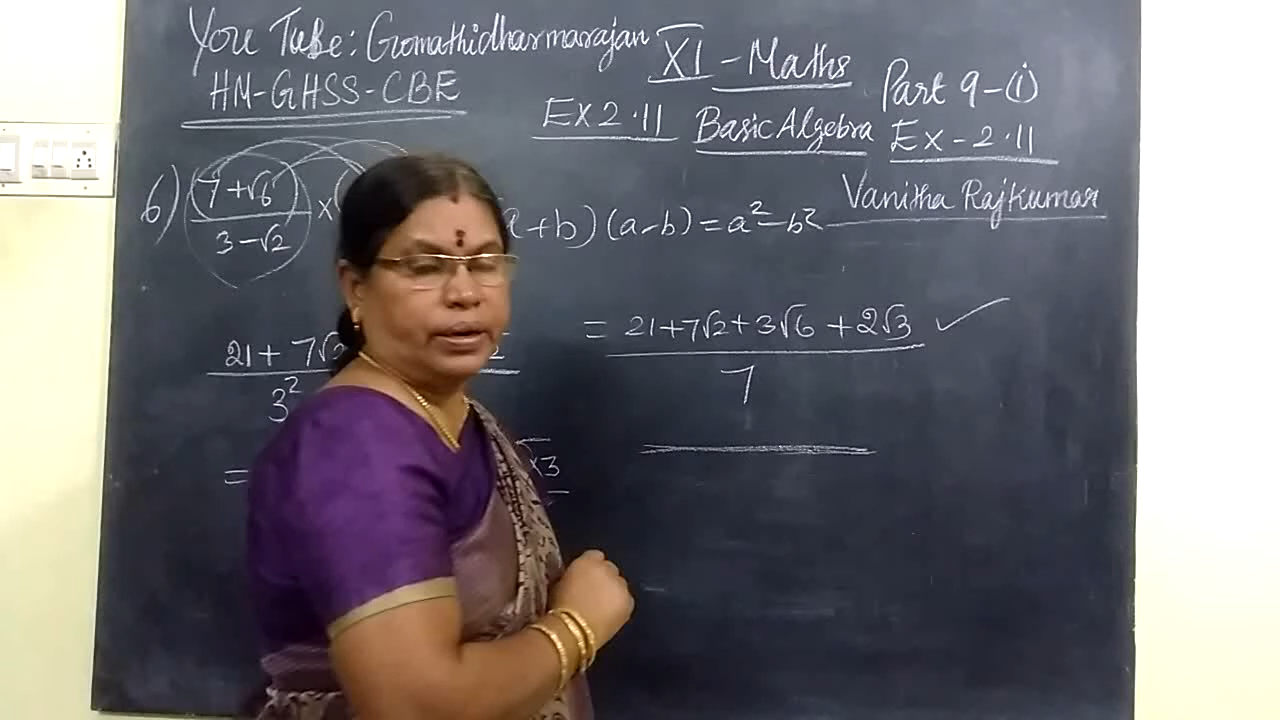 You Tube: Gomathidharmarajan
HM-GHSS-CBE
XI - Maths
Part 9-(i)
EX 2.11
Basic Algebra
Ex - 2.11
Vanitha Rajkumar
6) (7+√6)/(3-√2) × (
a+b)(a-b) = a²-b²
21 + 7√2
3²
= 21+7√2+3√6 +2√3 ✓
7
=
×3